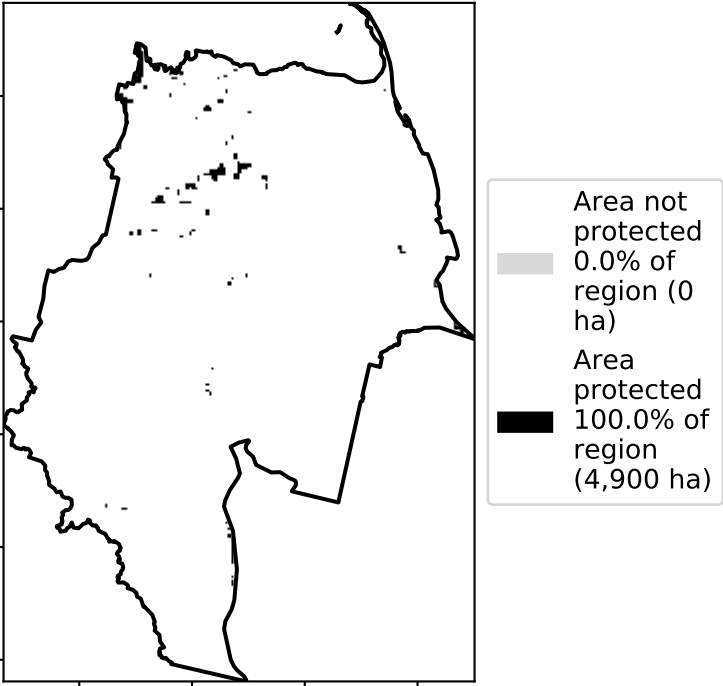 Area not
protected
0.0% of
region (0
ha)
Area
protected
100.0% of
region
(4,900 ha)